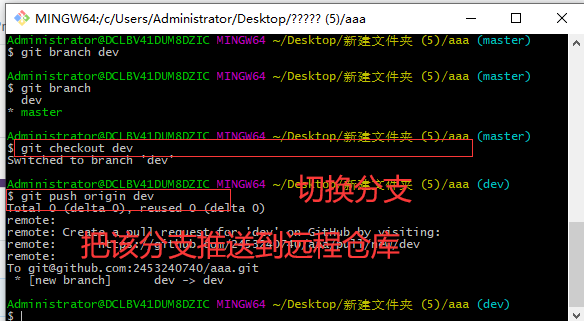 MINGW64:/c/Users/Administrator/Desktop/????? (5)/aaa
Administrator@DCLBV41DUM8DZIC MINGW64 ~/Desktop/新建文件夹 (5)/aaa (master)
$ git branch dev
Administrator@DCLBV41DUM8DZIC MINGW64 ~/Desktop/新建文件夹 (5)/aaa (master)
$ git branch
dev
* master
Administrator@DCLBV41DUM8DZIC MINGW64 ~/Desktop/新建文件夹 (5)/aaa (master)
$ git checkout dev
Switched to branch 'dev'
Administrator@DCLBV41DUM8DZIC MINGW64 ~/Desktop/新建文件夹 (5)/aaa (dev)
切换分支
$ git push origin dev
Total 0 (delta 0), reused 0 (delta 0)
remote:
remote: Create a pull request for 'dev' on GitHub by visiting:
把该分支推送到远程仓库
remote: https://github.com/2453240740/aaa/pull/new/dev
remote:
To git@github.com:2453240740/aaa.git
* [new branch] dev -> dev
Administrator@DCLBV41DUM8DZIC MINGW64 ~/Desktop/新建文件夹 (5)/aaa (dev)
$